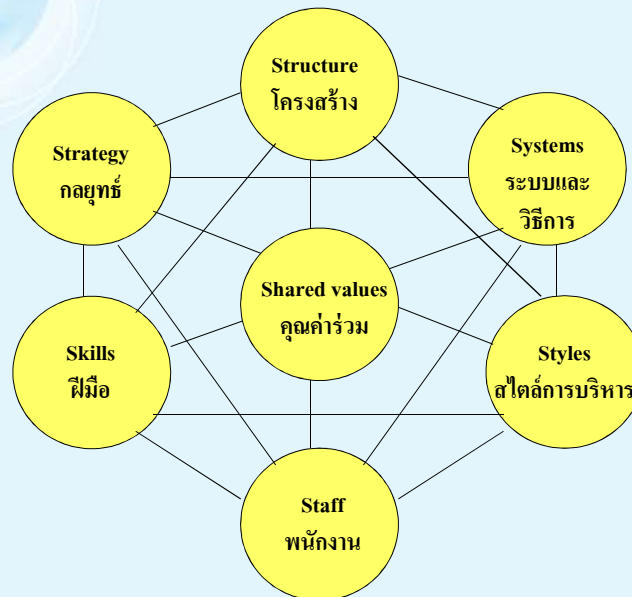 Structure
โครงสร้าง
Strategy
กลยุทธ์
Systems
ระบบและ
วิธีการ
Shared values
คุณค่าร่วม
Skills
ฝีมือ
Styles
สไตล์การบริหาร
Staff
พนักงาน